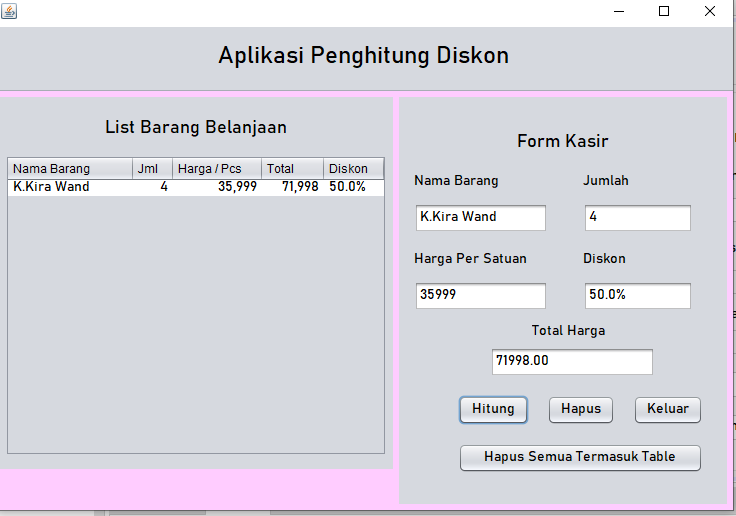 Aplikasi Penghitung Diskon
List Barang Belanjaan
Nama Barang Jml Harga / Pcs Total Diskon
K.Kira Wand 4 35,999 71,998 50.0%
Form Kasir
Nama Barang Jumlah
K.Kira Wand 4
Harga Per Satuan Diskon
35999 50.0%
Total Harga
71998.00
Hitung Hapus Keluar
Hapus Semua Termasuk Table